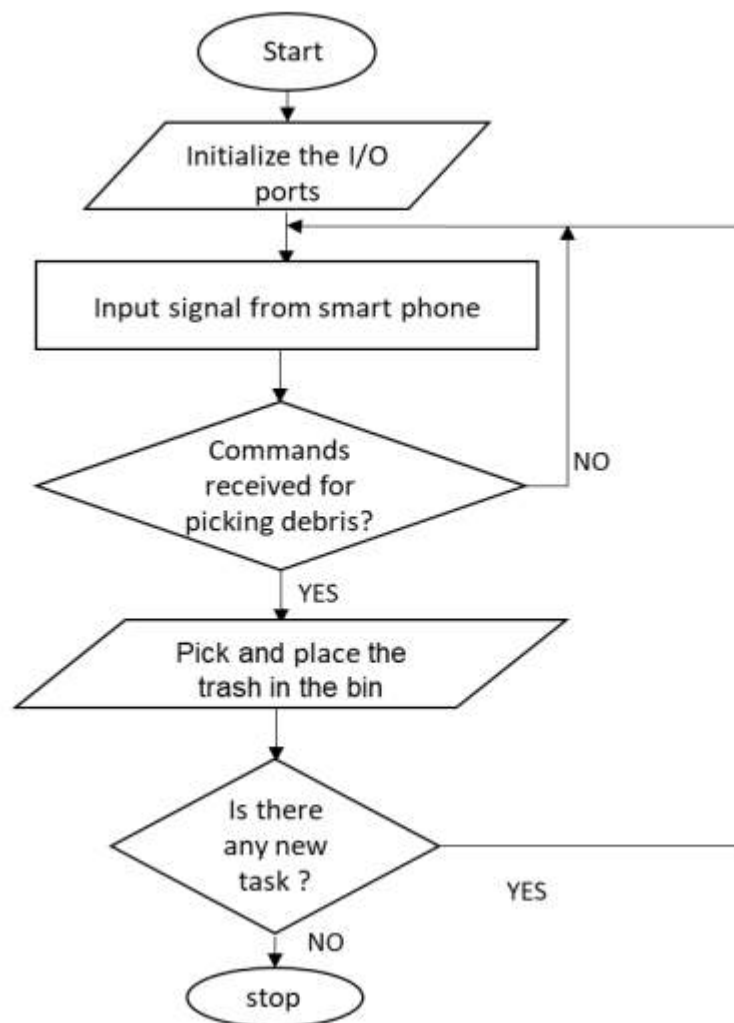 Start
Initialize the I/O
ports
Input signal from smart phone
Commands
received for
picking debris?
NO
YES
Pick and place the
trash in the bin
Is there
any new
task ?
YES
NO
stop